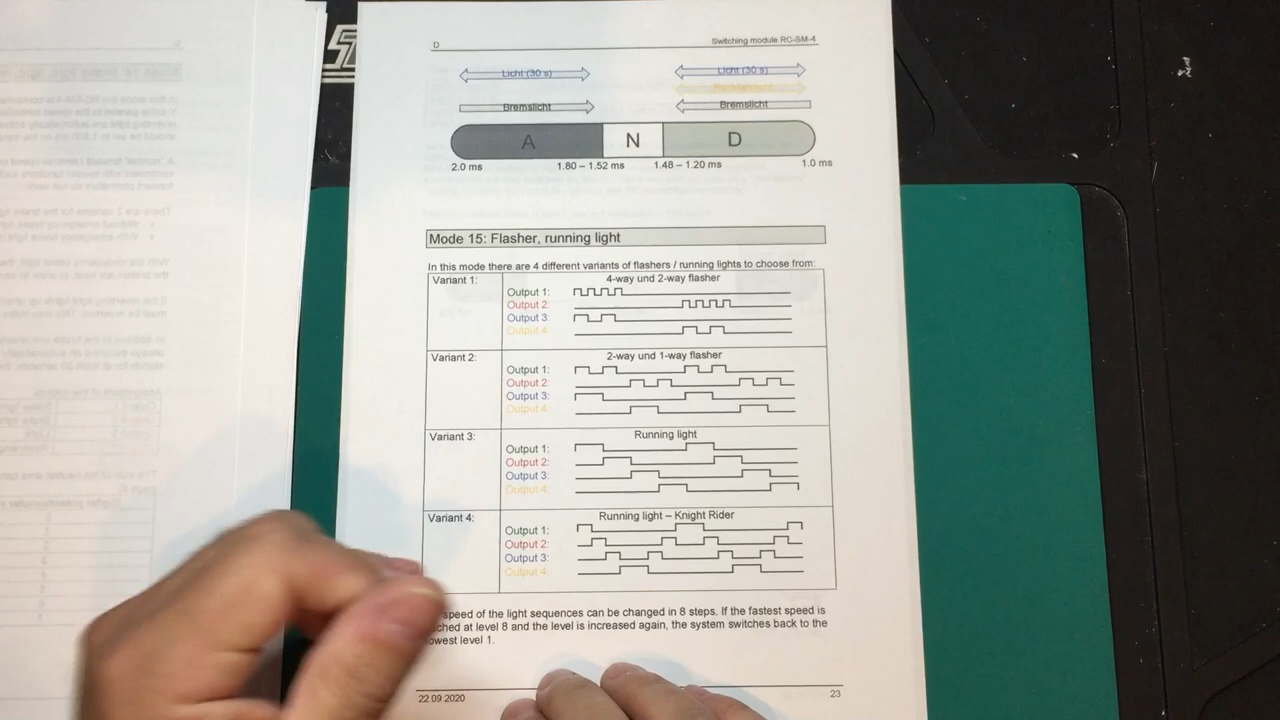 D Switching module RC-SM-4
Licht (30 s) Licht (30 s)
Bremslicht Bremslicht
A N D
2.0 ms 1.80 – 1.52 ms 1.48 – 1.20 ms 1.0 ms
Mode 15: Flasher, running light
In this mode there are 4 different variants of flashers / running lights to choose from:
Variant 1: 4-way und 2-way flasher
Output 1:
Output 2:
Output 3:
Output 4:
Variant 2: 2-way und 1-way flasher
Output 1:
Output 2:
Output 3:
Output 4:
Variant 3: Running light
Output 1:
Output 2:
Output 3:
Output 4:
Variant 4: Running light – Knight Rider
Output 1:
Output 2:
Output 3:
Output 4:
speed of the light sequences can be changed in 8 steps. If the fastest speed is
ched at level 8 and the level is increased again, the system switches back to the
owest level 1.
22.09.2020 23